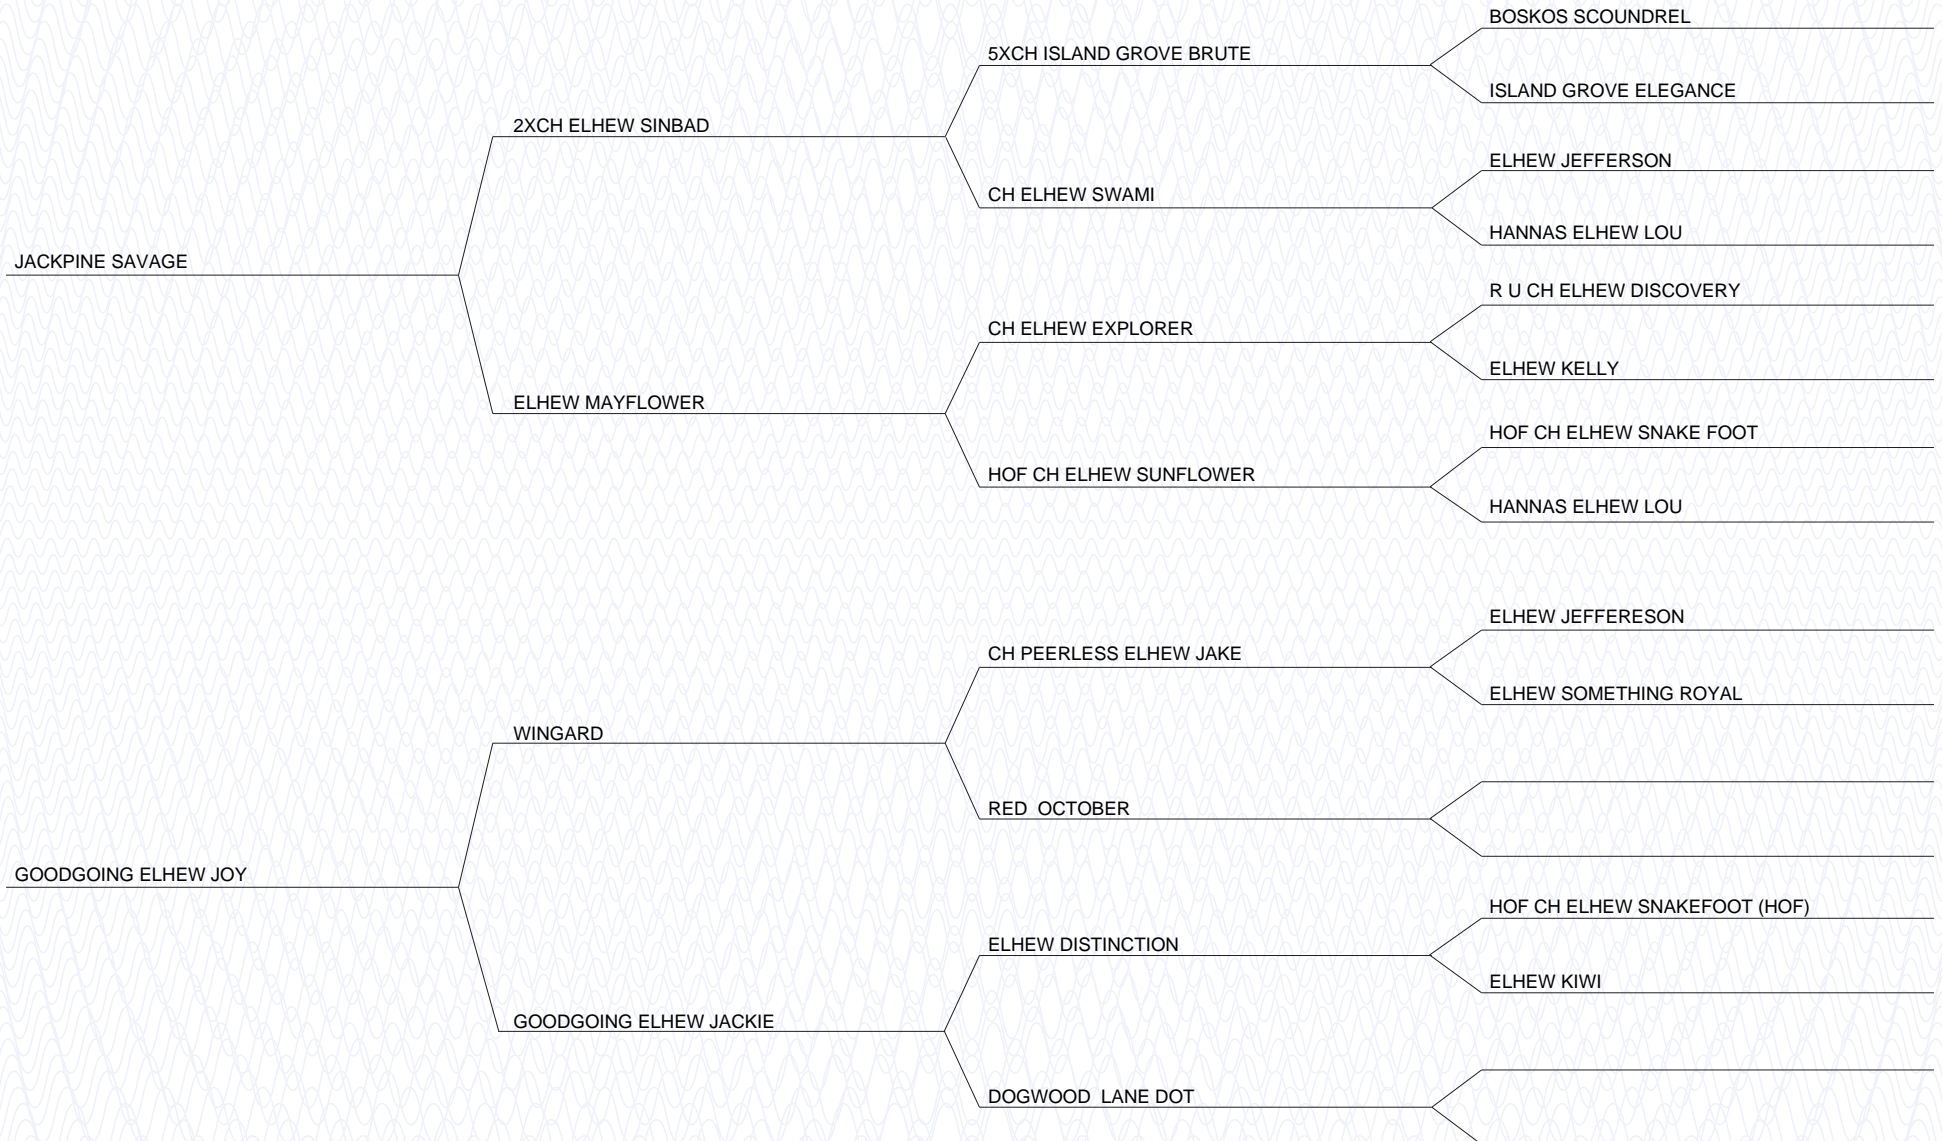 BOSKOS SCOUNDREL
5XCH ISLAND GROVE BRUTE
ISLAND GROVE ELEGANCE
2XCH ELHEW SINBAD
ELHEW JEFFERSON
CH ELHEW SWAMI
HANNAS ELHEW LOU
JACKPINE SAVAGE
R U CH ELHEW DISCOVERY
CH ELHEW EXPLORER
ELHEW KELLY
ELHEW MAYFLOWER
HOF CH ELHEW SNAKE FOOT
HOF CH ELHEW SUNFLOWER
HANNAS ELHEW LOU
ELHEW JEFFERESON
CH PEERLESS ELHEW JAKE
ELHEW SOMETHING ROYAL
WINGARD
RED  OCTOBER
GOODGOING ELHEW JOY
HOF CH ELHEW SNAKEFOOT (HOF)
ELHEW DISTINCTION
ELHEW KIWI
GOODGOING ELHEW JACKIE
DOGWOOD  LANE DOT